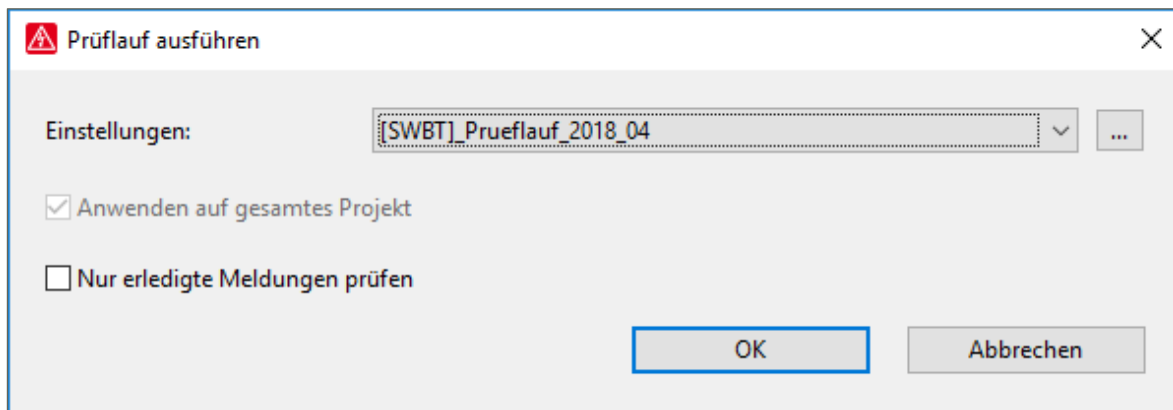 Prüflauf ausführen
Einstellungen: [SWBT]_Prueflauf_2018_04 ...
Anwenden auf gesamtes Projekt
Nur erledigte Meldungen prüfen
OK Abbrechen